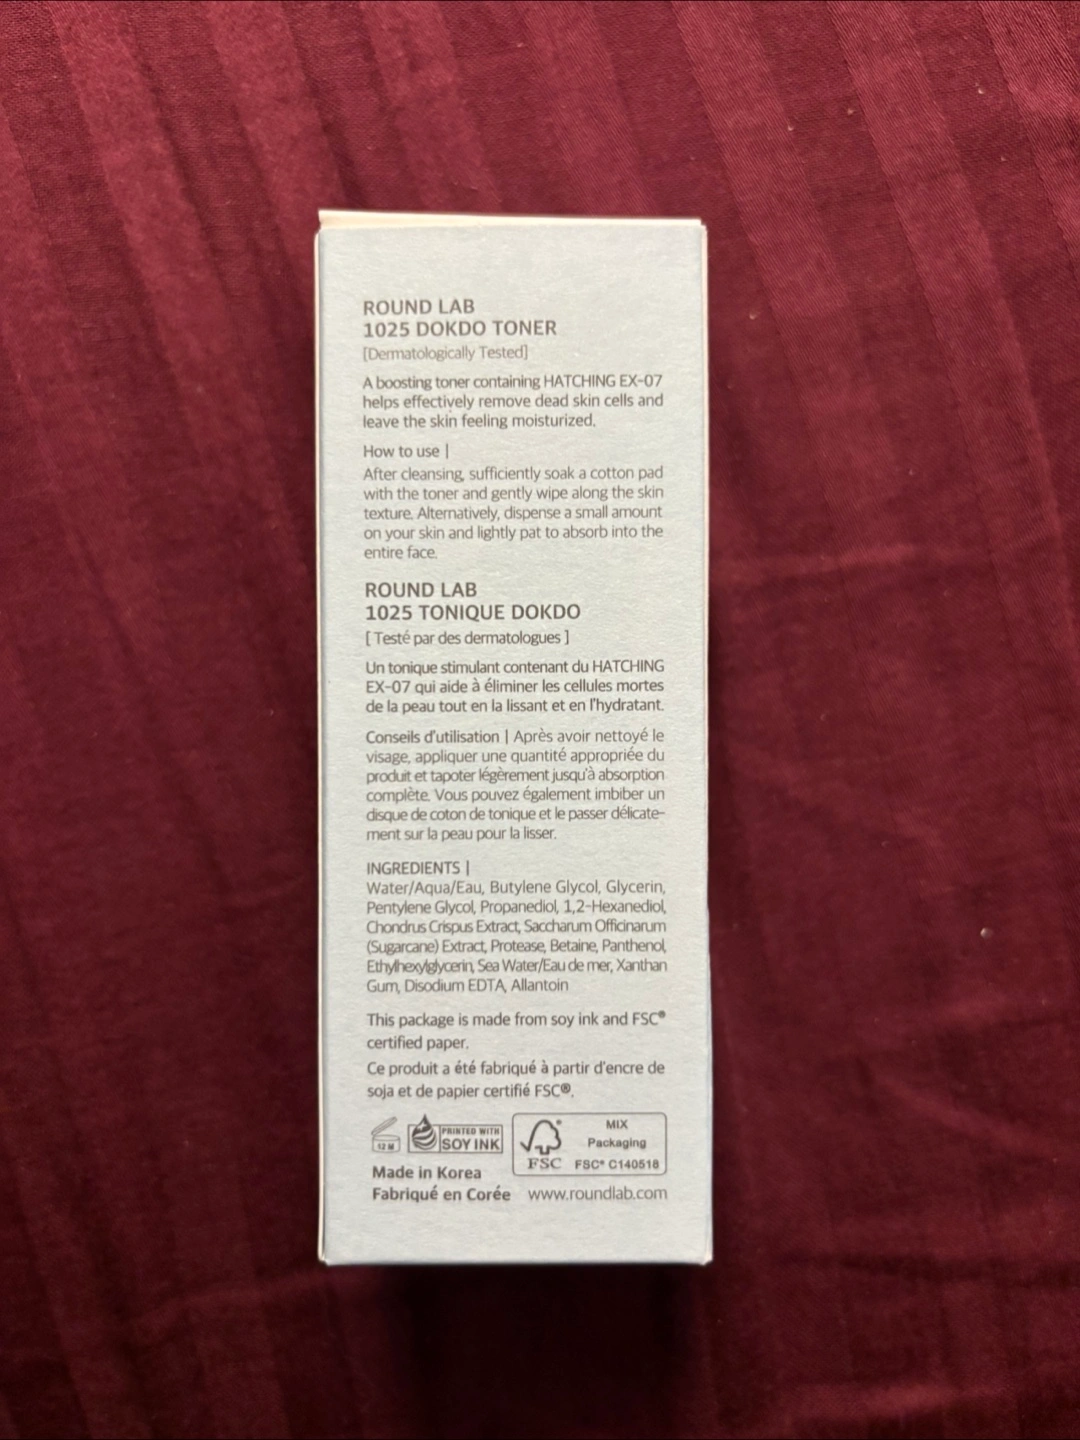 ROUND LAB
1025 DOKDO TONER
[Dermatologically Tested]
A boosting toner containing HATCHING EX-07
helps effectively remove dead skin cells and
leave the skin feeling moisturized.
How to use |
After cleansing, sufficiently soak a cotton pad
with the toner and gently wipe along the skin
texture. Alternatively, dispense a small amount
on your skin and lightly pat to absorb into the
entire face.
ROUND LAB
1025 TONIQUE DOKDO
[ Testé par des dermatologues ]
Un tonique stimulant contenant du HATCHING
EX-07 qui aide à éliminer les cellules mortes
de la peau tout en la lissant et en l'hydratant.
Conseils d'utilisation | Après avoir nettoyé le
visage, appliquer une quantité appropriée du
produit et tapoter légèrement jusqu'à absorption
complète. Vous pouvez également imbiber un
disque de coton de tonique et le passer délicate-
ment sur la peau pour la lisser.
INGREDIENTS |
Water/Aqua/Eau, Butylene Glycol, Glycerin,
Pentylene Glycol, Propanediol, 1,2-Hexanediol,
Chondrus Crispus Extract, Saccharum Officinarum
(Sugarcane) Extract, Protease, Betaine, Panthenol,
Ethylhexylglycerin, Sea Water/Eau de mer, Xanthan
Gum, Disodium EDTA, Allantoin
This package is made from soy ink and FSC®
certified paper.
Ce produit a été fabriqué à partir d'encre de
soja et de papier certifié FSC®.
12 M
PRINTED WITH
SOY INK
FSC
MIX
Packaging
FSC® C140518
Made in Korea
Fabriqué en Corée
www.roundlab.com